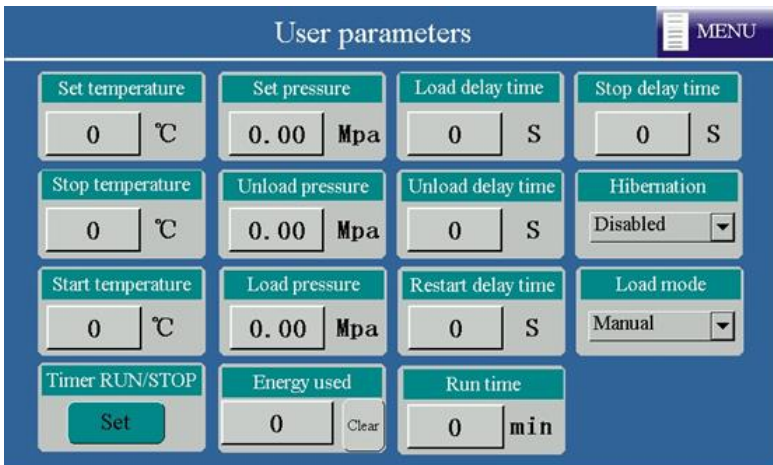 User parameters
MENU
Set temperature
0 ℃
Set pressure
0.00 Mpa
Load delay time
0 S
Stop delay time
0 S
Stop temperature
0 ℃
Unload pressure
0.00 Mpa
Unload delay time
0 S
Hibernation
Disabled
Start temperature
0 ℃
Load pressure
0.00 Mpa
Restart delay time
0 S
Load mode
Manual
Timer RUN/STOP
Set
Energy used
0 Clear
Run time
0 min